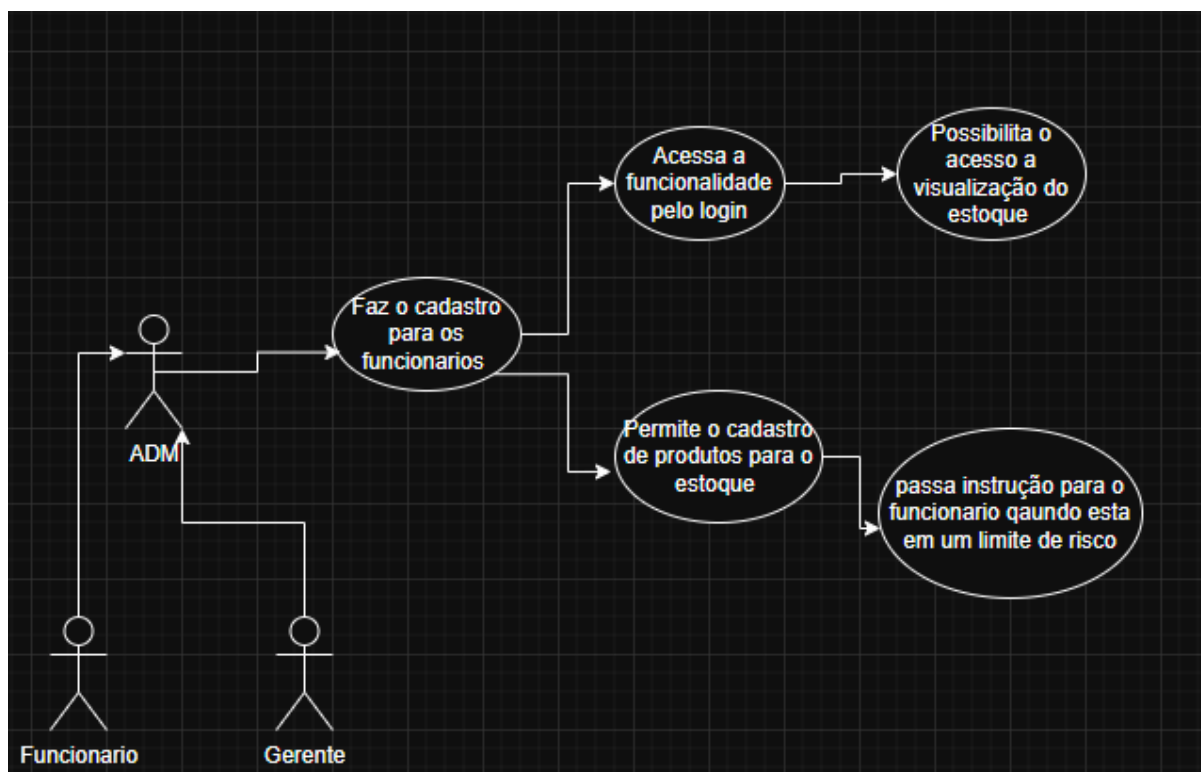 Possibilita o
acesso a
visualização do
estoque
Acessa a
funcionalidade
pelo login
Faz o cadastro
para os
funcionarios
ADM
Permite o cadastro
de produtos para o
estoque
passa instrução para o
funcionario qaundo esta
em um limite de risco
Funcionario
Gerente